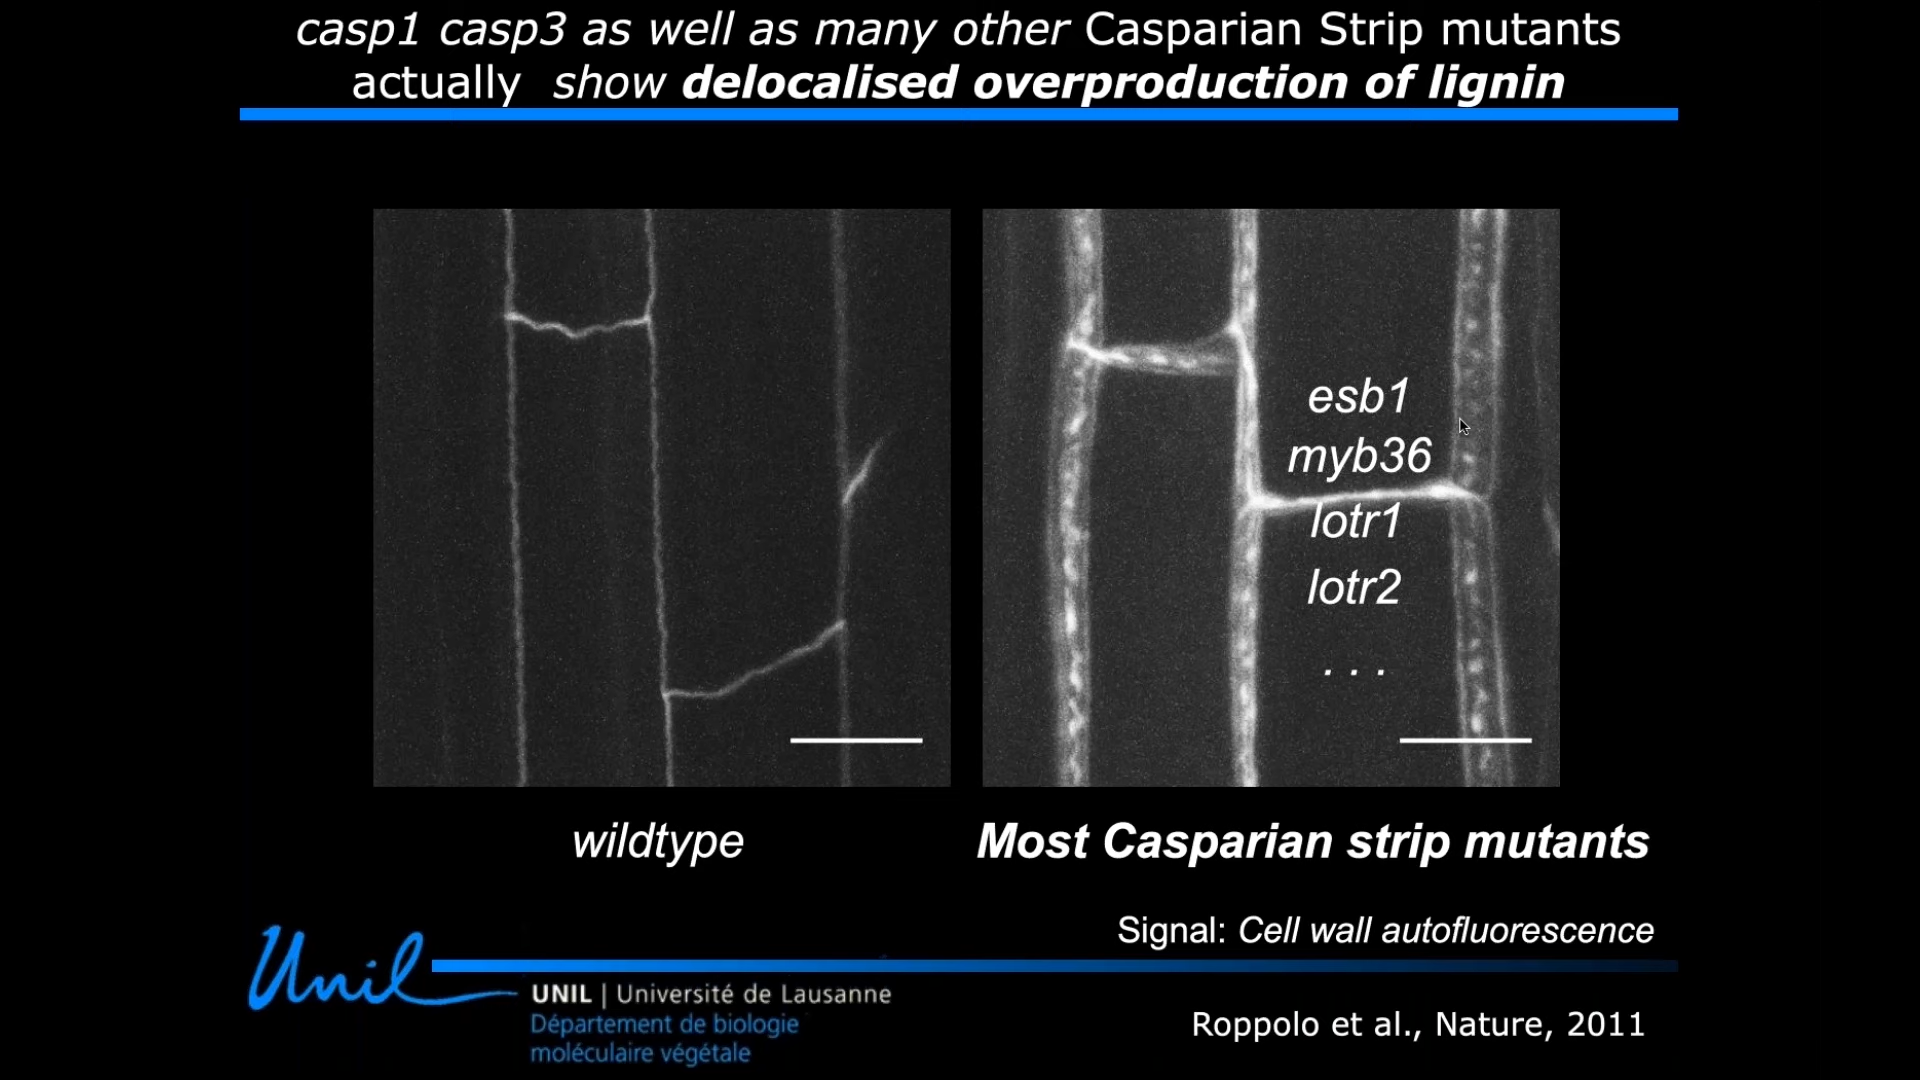 casp1 casp3 as well as many other Casparian Strip mutants
actually show delocalised overproduction of lignin
esb1
myb36
lotr1
lotr2
. . .
wildtype
Most Casparian strip mutants
Signal: Cell wall autofluorescence
Unil
UNIL | Université de Lausanne
Département de biologie
moléculaire végétale
Roppolo et al., Nature, 2011